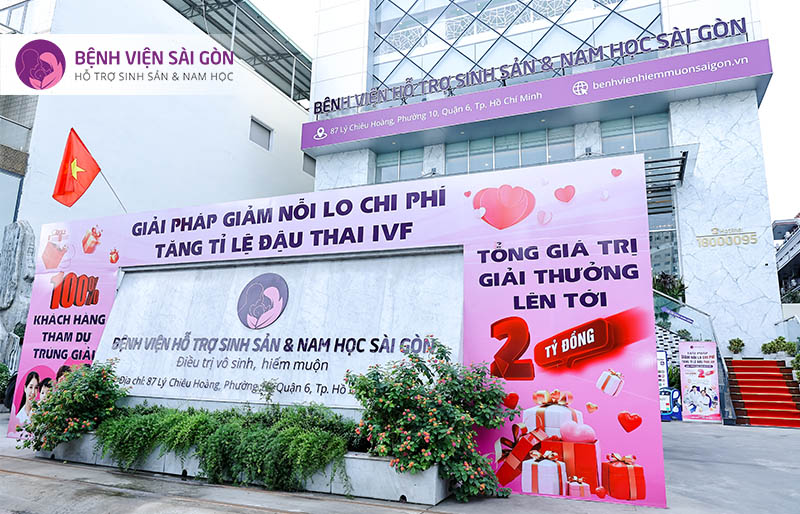 BỆNH VIỆN SÀI GÒN
HỖ TRỢ SINH SẢN & NAM HỌC
BỆNH VIỆN HỖ TRỢ SINH SẢN & NAM HỌC SÀI GÒN
87 Lý Chiêu Hoàng, Phường 10, Quận 6, Tp. Hồ Chí Minh
benhvienhiemmuonsaigon.vn
GIẢI PHÁP GIẢM NỖI LO CHI PHÍ
TĂNG TỈ LỆ ĐẬU THAI IVF
18000095
100%
KHÁCH HÀNG
THAM DỰ
TRÚNG GIẢI
TỔNG GIÁ TRỊ
GIẢI THƯỞNG
LÊN TỚI
2 TỶ ĐỒNG
BỆNH VIỆN HỖ TRỢ SINH SẢN & NAM HỌC SÀI GÒN
Điều trị vô sinh, hiếm muộn
Địa chỉ: 87 Lý Chiêu Hoàng, Phường Quận 6, Tp. Hồ